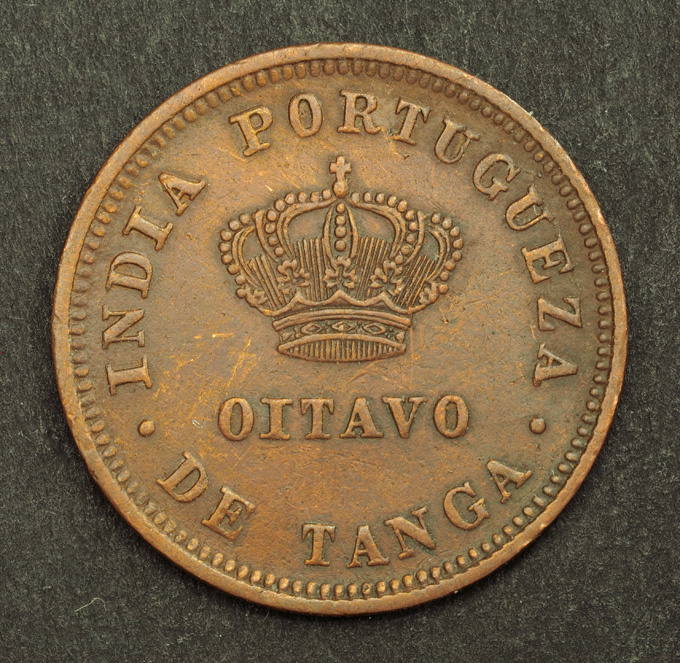 INDIA PORTUGUEZA
OITAVO
· DE TANGA ·